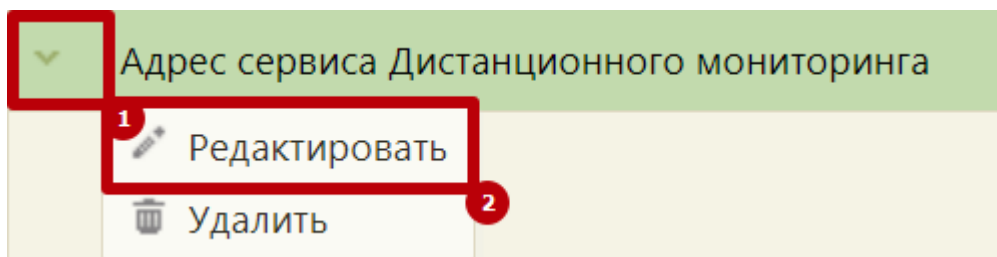 Адрес сервиса Дистанционного мониторинга
1
Редактировать
2
Удалить